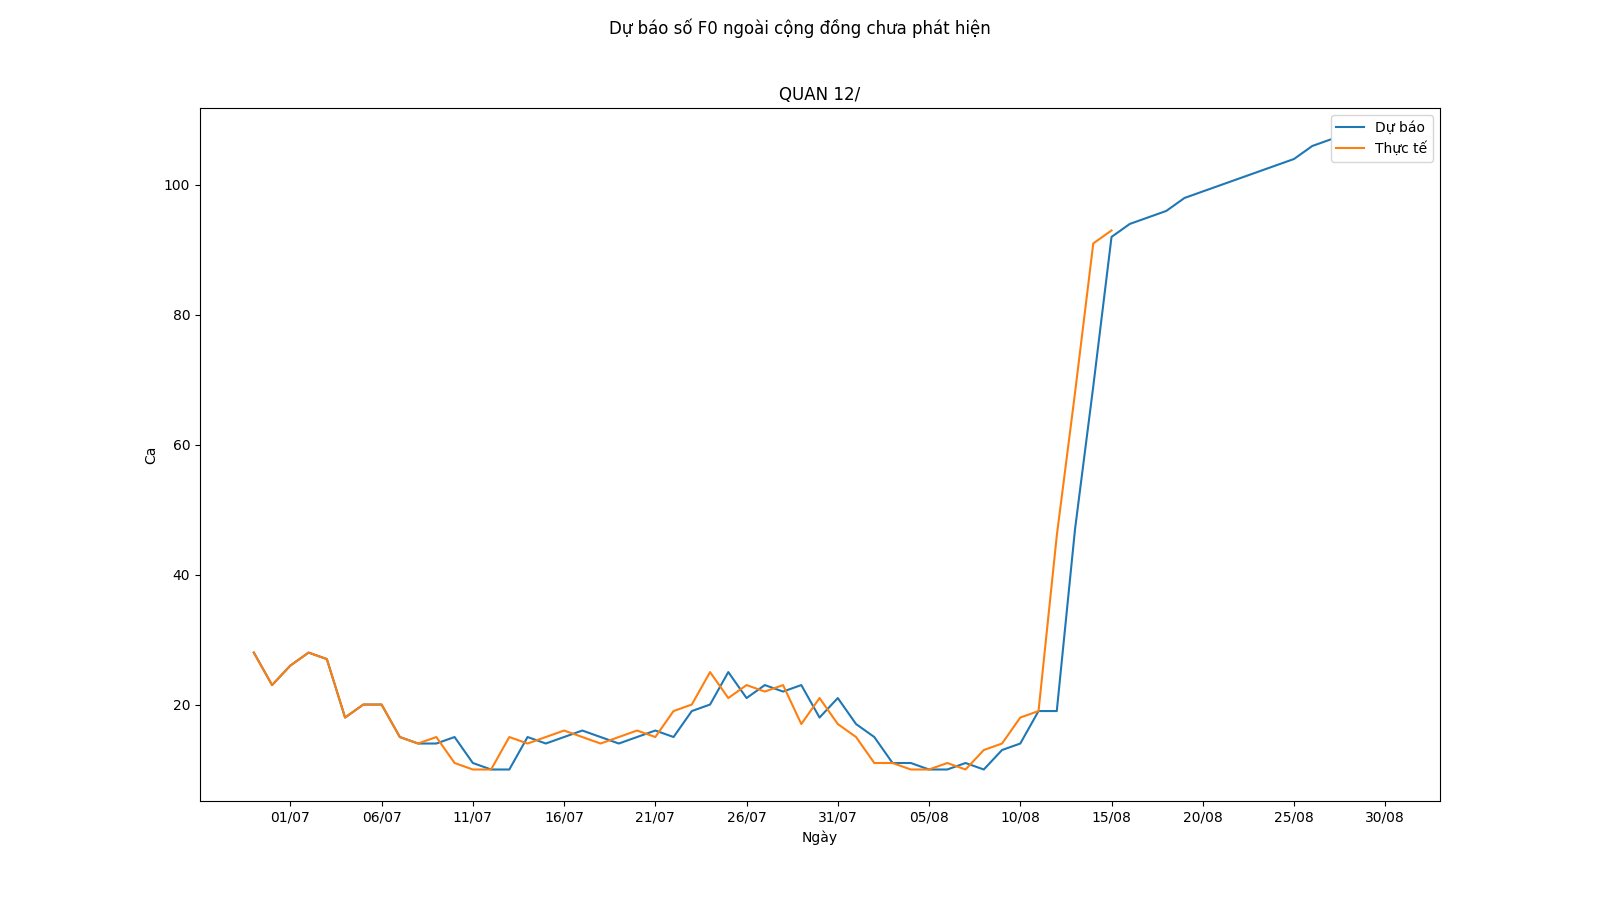 Dự báo số F0 ngoài cộng đồng chưa phát hiện
QUAN 12/
Dự báo
Thực tế
100
80
60
40
20
Ca
01/07 06/07 11/07 16/07 21/07 26/07 31/07 05/08 10/08 15/08 20/08 25/08 30/08
Ngày